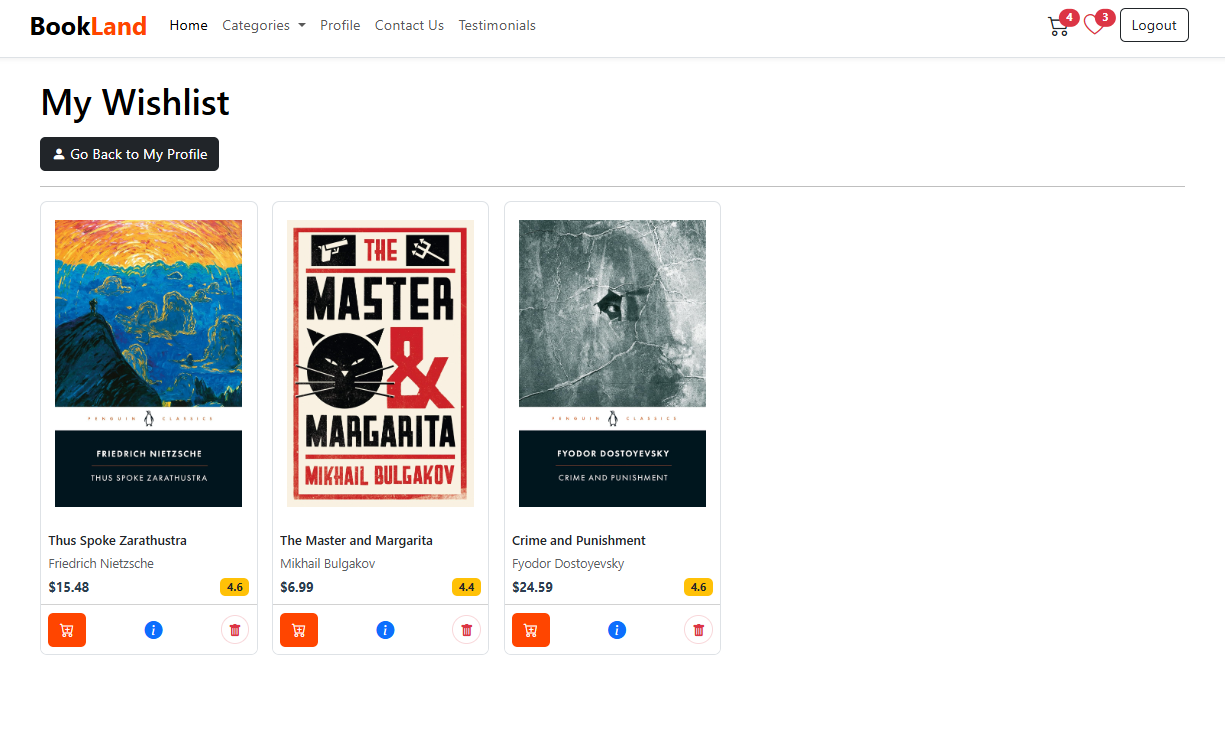 BookLand Home Categories Profile Contact Us Testimonials 4 3 Logout
My Wishlist
Go Back to My Profile
PENGUIN CLASSICS
FRIEDRICH NIETZSCHE
THUS SPOKE ZARATHUSTRA
Thus Spoke Zarathustra
Friedrich Nietzsche
$15.48 4.6
THE
MASTER
&
MARGARITA
MIKHAIL BULGAKOV
The Master and Margarita
Mikhail Bulgakov
$6.99 4.4
PENGUIN CLASSICS
FYODOR DOSTOYEVSKY
CRIME AND PUNISHMENT
Crime and Punishment
Fyodor Dostoyevsky
$24.59 4.6